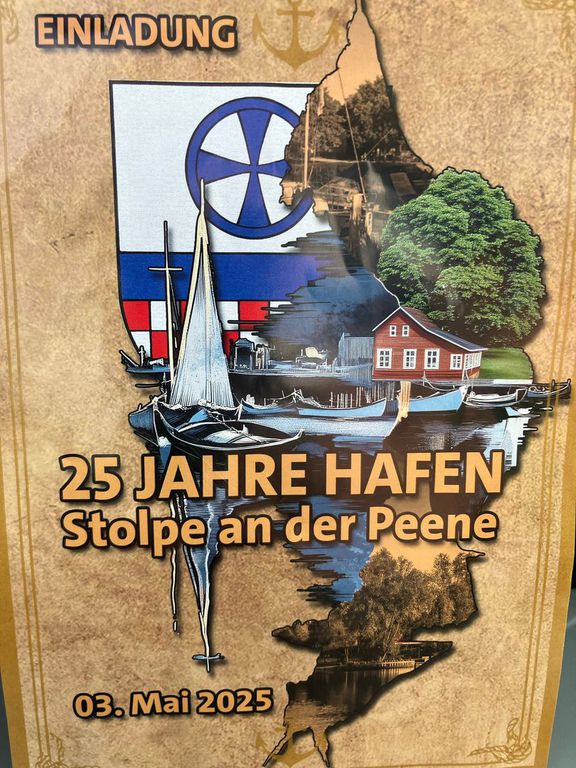 EINLADUNG
25 JAHRE HAFEN
Stolpe an der Peene
03. Mai 2025